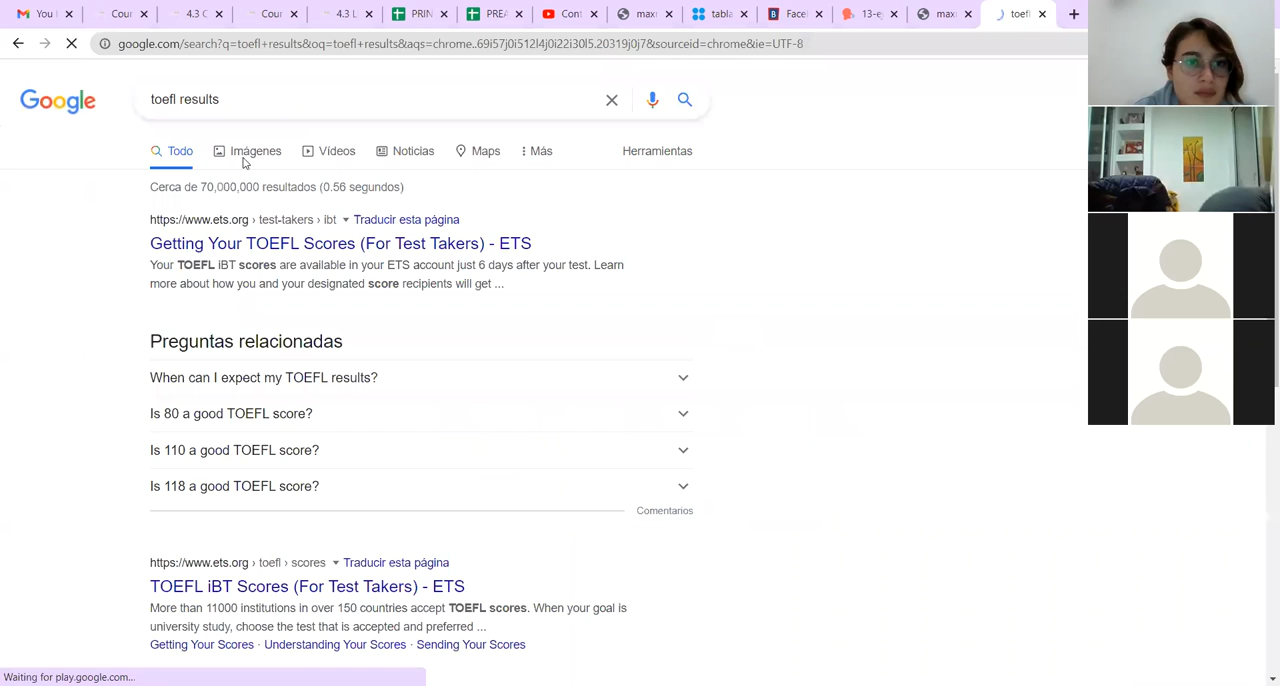 You l
Cour
4.3 C
Cour
4.3 L
PRIN
PREA
Cont
maxr
tabla
Facel
13-ey
maxr
toefl
google.com/search?q=toefl+results&oq=toefl+results&aqs=chrome..69i57j0i512l4j0i22i30l5.20319j0j7&sourceid=chrome&ie=UTF-8
Google
toefl results
Todo
Imágenes
Vídeos
Noticias
Maps
Más
Herramientas
Cerca de 70,000,000 resultados (0.56 segundos)
https://www.ets.org › test-takers › ibt ▾ Traducir esta página
Getting Your TOEFL Scores (For Test Takers) - ETS
Your TOEFL iBT scores are available in your ETS account just 6 days after your test. Learn
more about how you and your designated score recipients will get ...
Preguntas relacionadas
When can I expect my TOEFL results?
Is 80 a good TOEFL score?
Is 110 a good TOEFL score?
Is 118 a good TOEFL score?
Comentarios
https://www.ets.org › toefl › scores ▾ Traducir esta página
TOEFL iBT Scores (For Test Takers) - ETS
More than 11000 institutions in over 150 countries accept TOEFL scores. When your goal is
university study, choose the test that is accepted and preferred ...
Getting Your Scores · Understanding Your Scores · Sending Your Scores
Waiting for play.google.com...